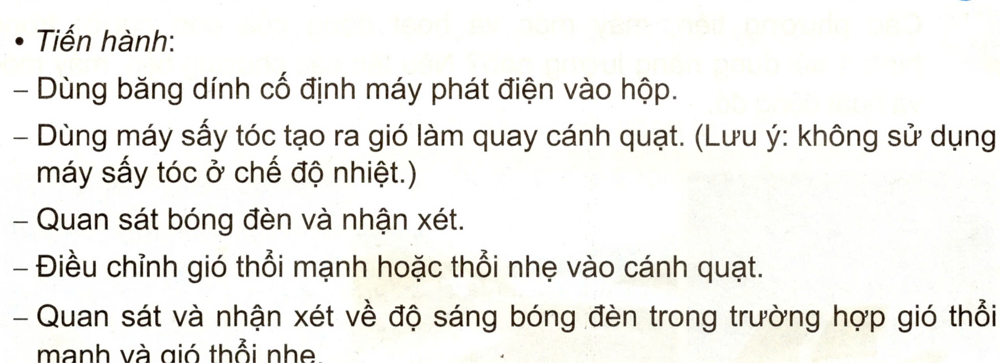 • Tiến hành:
– Dùng băng dính cố định máy phát điện vào hộp.
– Dùng máy sấy tóc tạo ra gió làm quay cánh quạt. (Lưu ý: không sử dụng
máy sấy tóc ở chế độ nhiệt.)
– Quan sát bóng đèn và nhận xét.
– Điều chỉnh gió thổi mạnh hoặc thổi nhẹ vào cánh quạt.
– Quan sát và nhận xét về độ sáng bóng đèn trong trường hợp gió thổi
mạnh và gió thổi nhẹ.